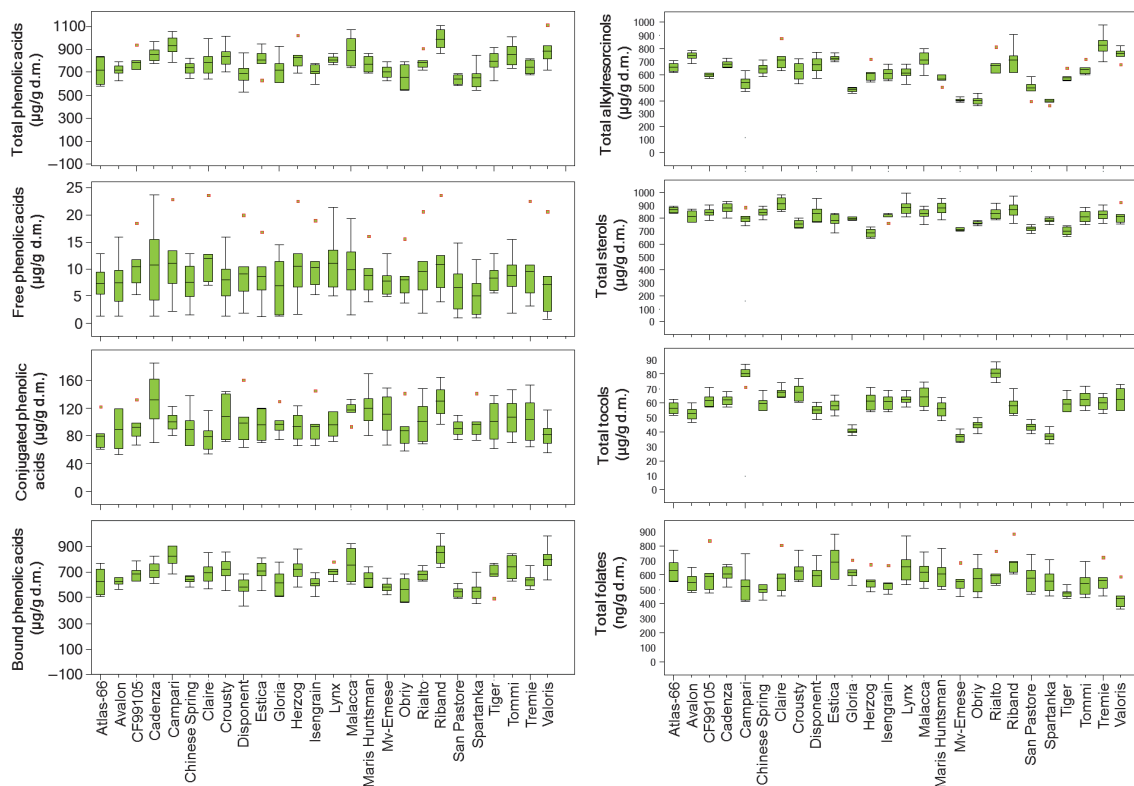 Total phenolic acids
(µg/g d.m.)
1100
900
700
500
300
100
−100
Free phenolic acids
(µg/g d.m.)
25
20
15
10
5
0
Conjugated phenolic
acids (µg/g d.m.)
160
120
80
40
0
Bound phenolic acids
(µg/g d.m.)
900
700
500
300
100
−100
Atlas-66
Avalon
CF99105
Cadenza
Campari
Chinese Spring
Claire
Crousty
Disponent
Estica
Gloria
Herzog
Isengrain
Lynx
Malacca
Maris Huntsman
Mv-Emese
Obriy
Rialto
Riband
San Pastore
Spartanka
Tiger
Tommi
Tremie
Valoris
Total alkylresorcinols
(µg/g d.m.)
1000
900
800
700
600
500
400
300
200
100
0
Total sterols
(µg/g d.m.)
1000
900
800
700
600
500
400
300
200
100
0
Total tocols
(µg/g d.m.)
90
80
70
60
50
40
30
20
10
0
Total folates
(ng/g d.m.)
900
800
700
600
500
400
300
200
100
0
Atlas-66
Avalon
CF99105
Cadenza
Campari
Chinese Spring
Claire
Crousty
Disponent
Estica
Gloria
Herzog
Isengrain
Lynx
Malacca
Maris Huntsman
Mv-Emese
Obriy
Rialto
Riband
San Pastore
Spartanka
Tiger
Tommi
Tremie
Valoris